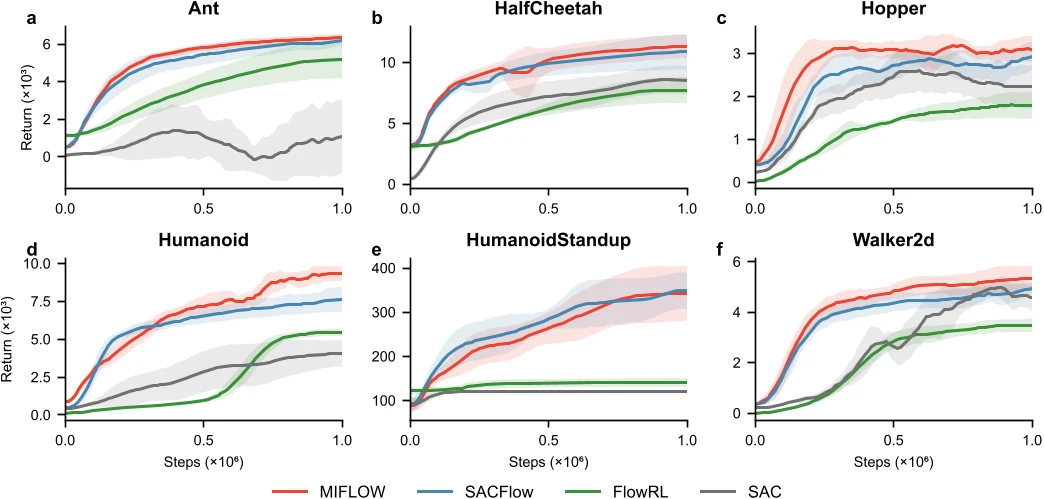 a Ant
Return (×10³)
6
4
2
0
0.0 0.5 1.0
b HalfCheetah
10
5
0
0.0 0.5 1.0
c Hopper
3
2
1
0
0.0 0.5 1.0
d Humanoid
Return (×10³)
10.0
7.5
5.0
2.5
0.0
0.0 0.5 1.0
Steps (×10⁶)
e HumanoidStandup
400
300
200
100
0.0 0.5 1.0
Steps (×10⁶)
f Walker2d
6
4
2
0
0.0 0.5 1.0
Steps (×10⁶)
MIFLOW SACFlow FlowRL SAC